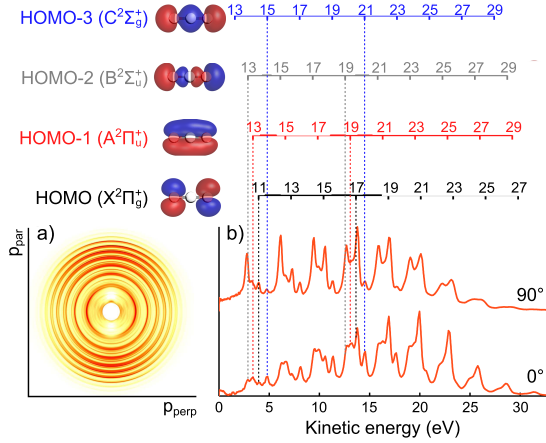 HOMO-3 (C²Σg⁺) 13 15 17 19 21 23 25 27 29
HOMO-2 (B²Σu⁺) 13 15 17 19 21 23 25 27 29
HOMO-1 (A²Πu⁺) 13 15 17 19 21 23 25 27 29
HOMO (X²Πg⁺) 11 13 15 17 19 21 23 25 27
a) b)
Ppar
90°
0°
Pperp
0 5 10 15 20 25 30
Kinetic energy (eV)